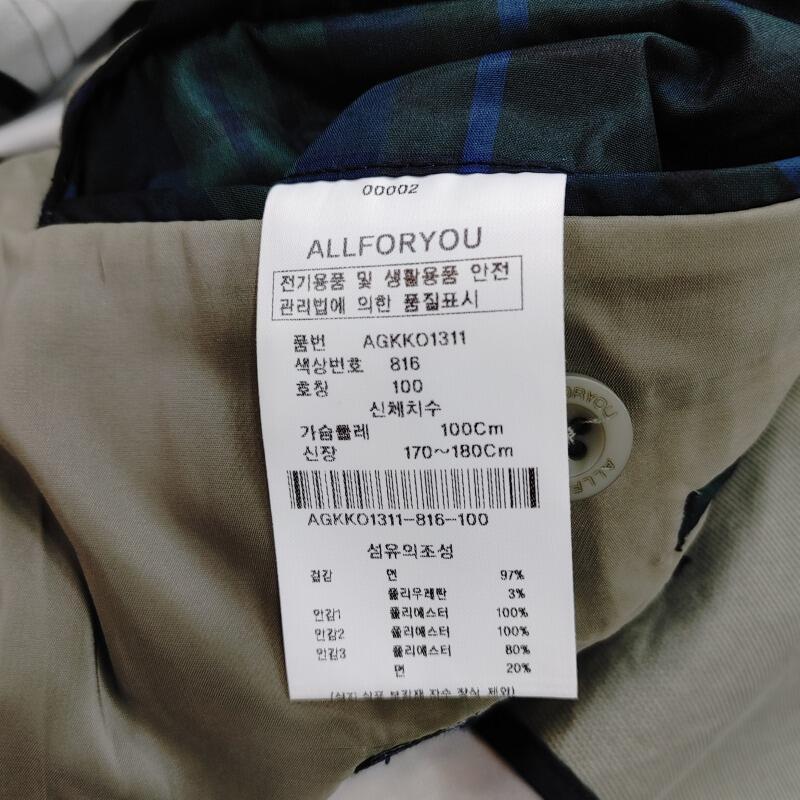 00002
ALLFORYOU
전기용품 및 생활용품 안전
관리법에 의한 품질표시
품번 AGKKO1311
색상번호 816
호칭 100
신체치수
가슴둘레 100Cm
신장 170~180Cm
AGKKO1311-816-100
섬유의조성
겉감 면 97%
폴리우레탄 3%
안감1 폴리에스터 100%
안감2 폴리에스터 100%
안감3 폴리에스터 80%
면 20%
제외)
ORYOU
ALLF